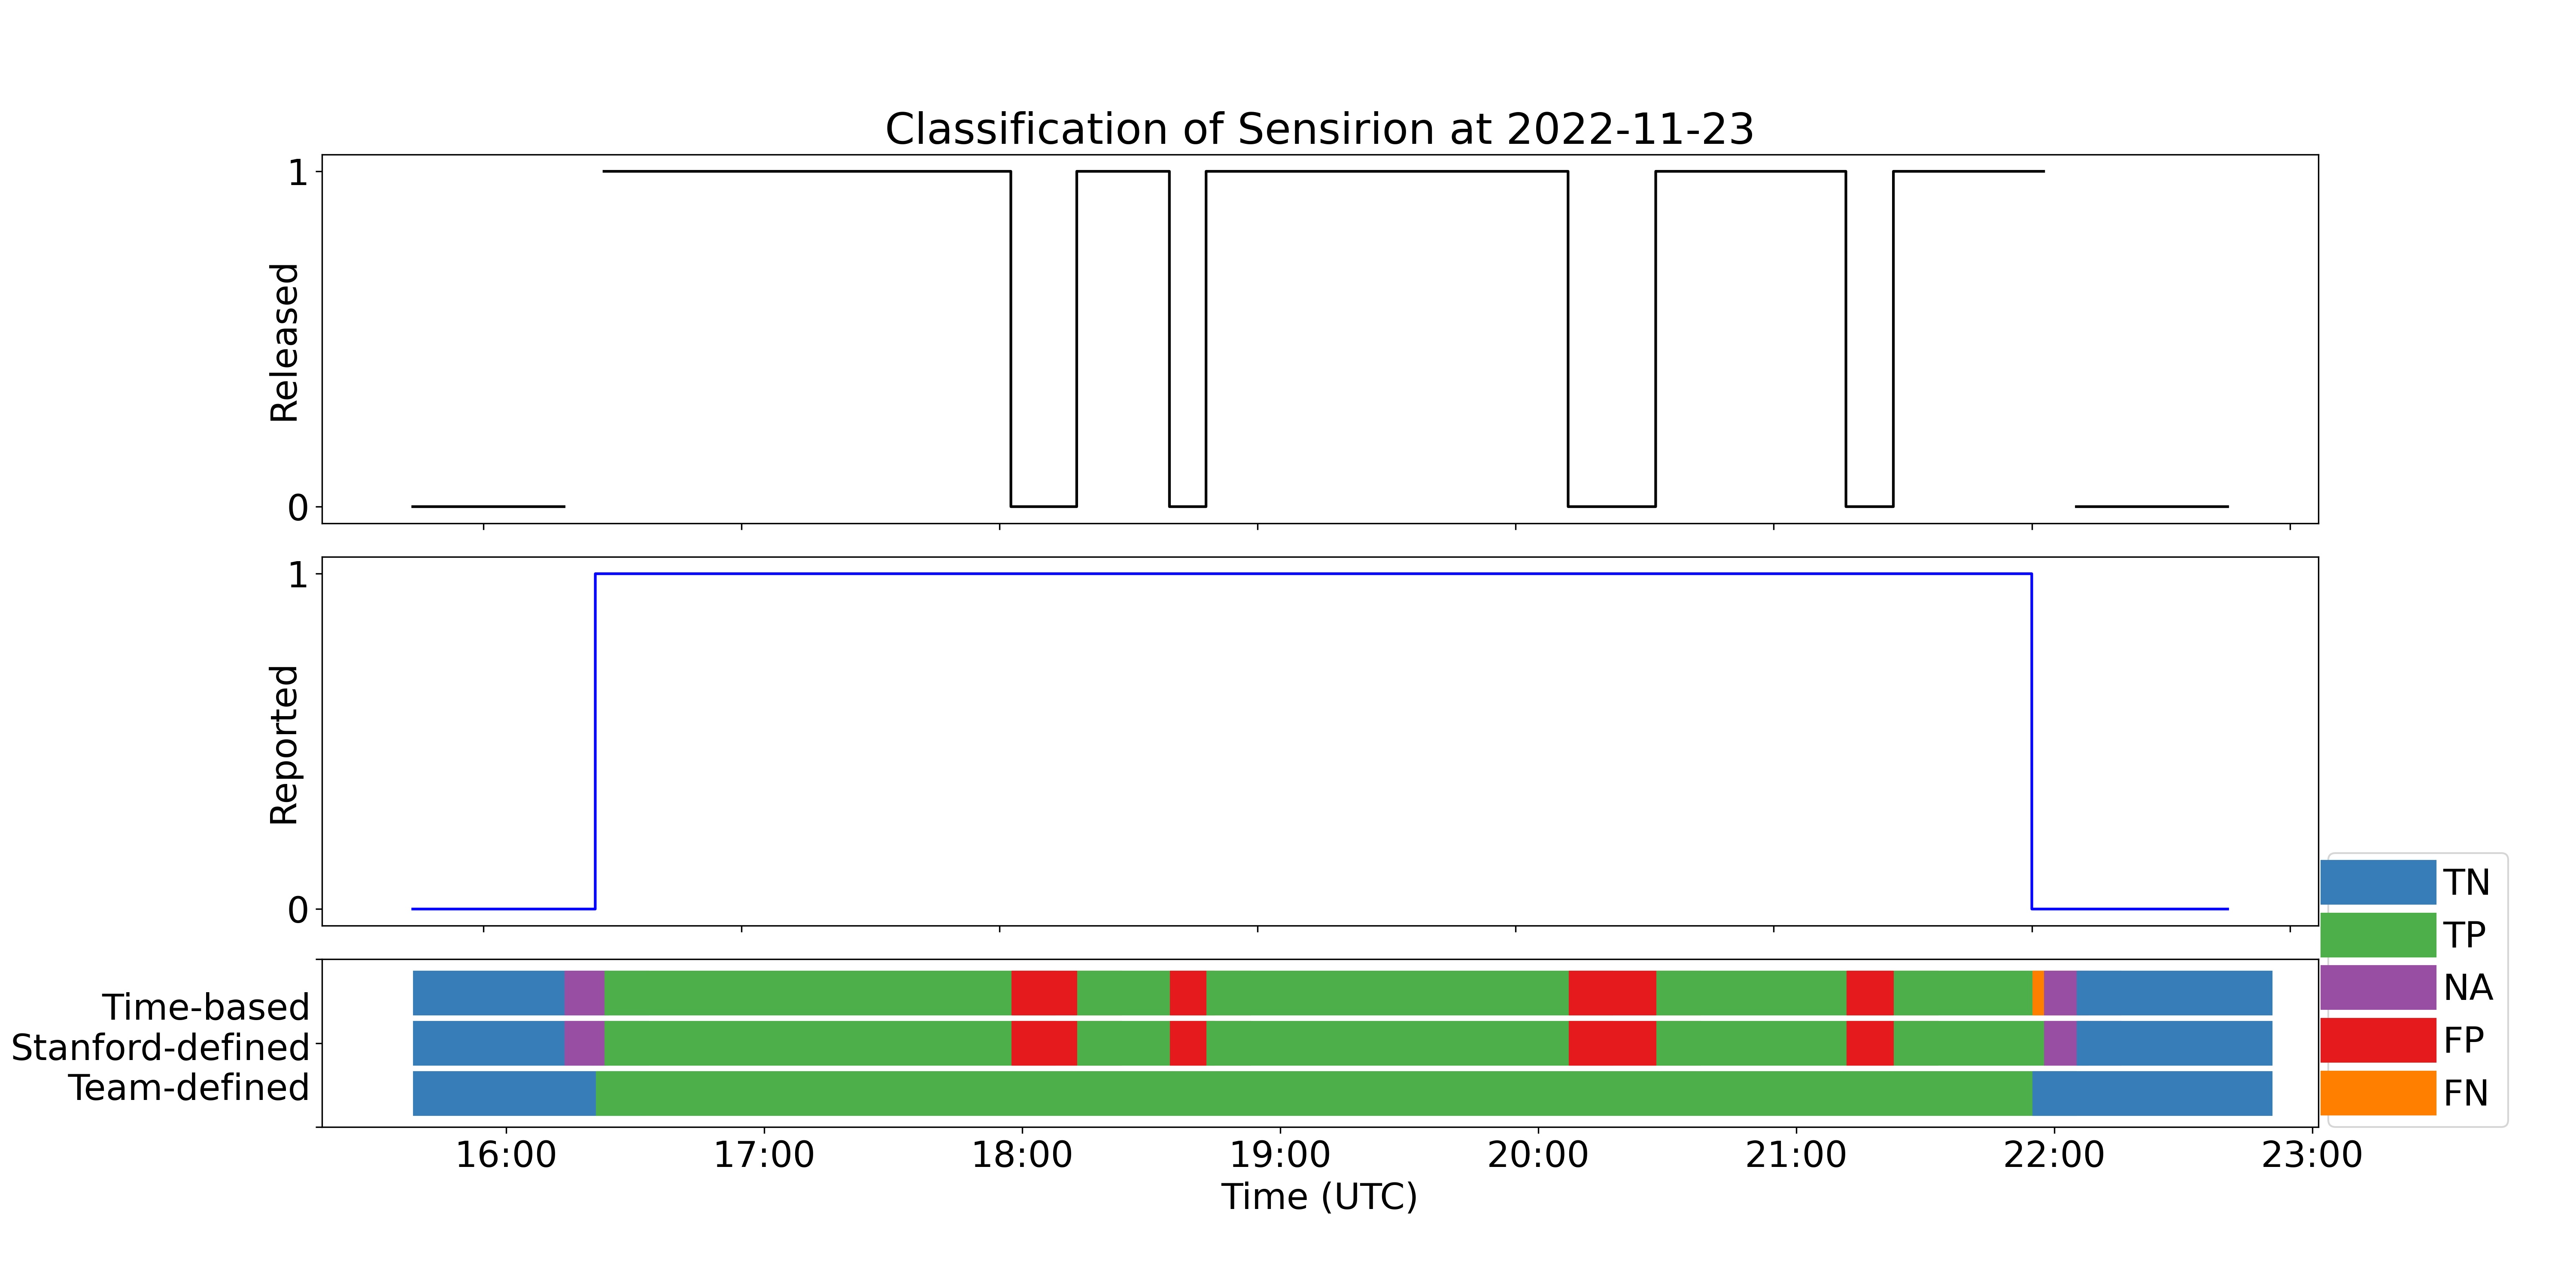 Classification of Sensirion at 2022-11-23
1
Released
0
1
Reported
0
TN
TP
NA
FP
FN
Time-based
Stanford-defined
Team-defined
16:00 17:00 18:00 19:00 20:00 21:00 22:00 23:00
Time (UTC)